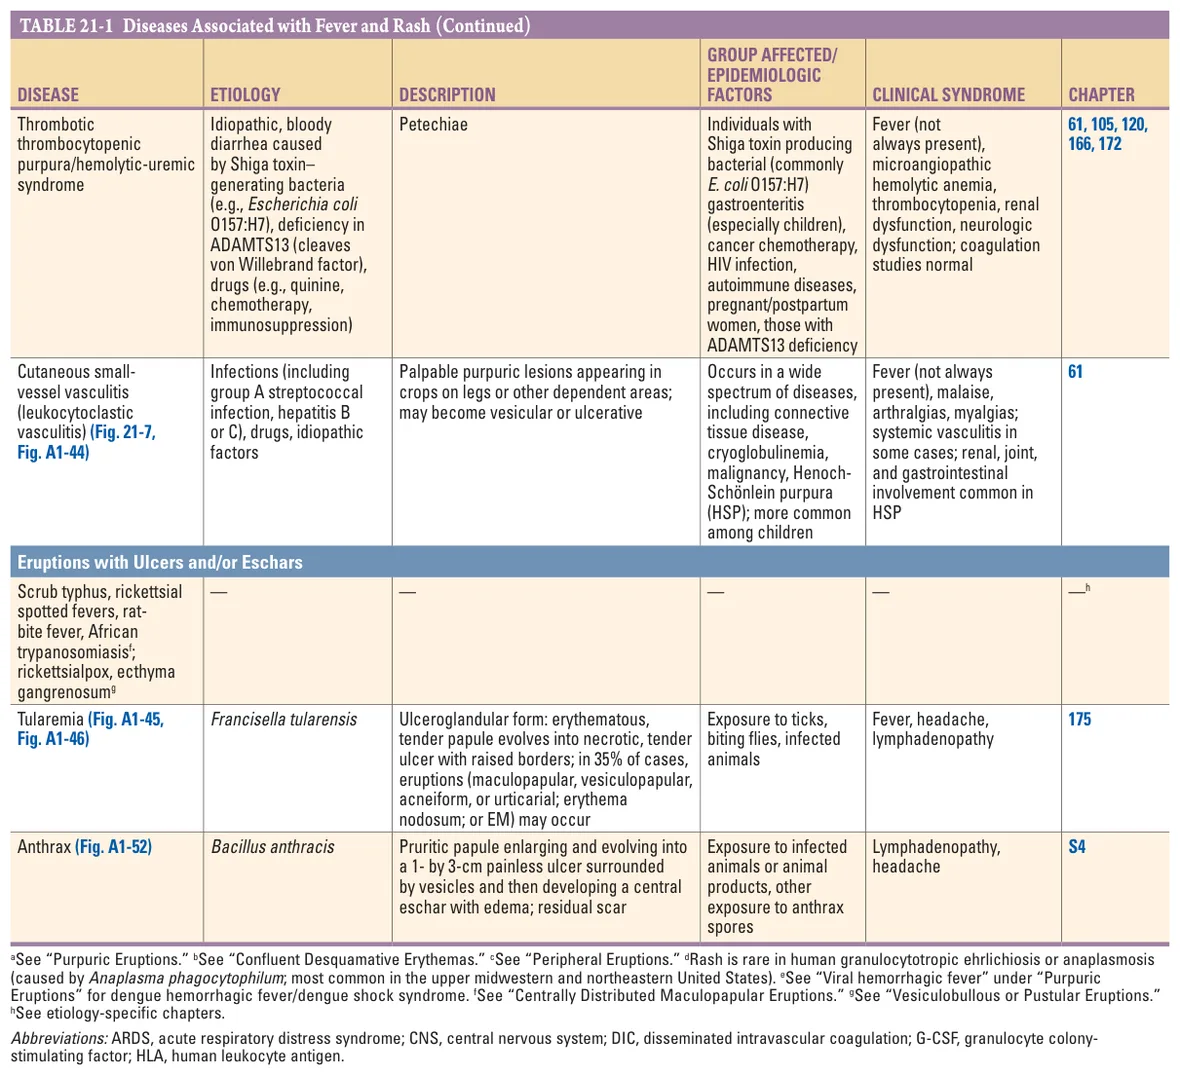 TABLE 21-1 Diseases Associated with Fever and Rash (Continued)
DISEASE
ETIOLOGY
DESCRIPTION
GROUP AFFECTED/
EPIDEMIOLOGIC
FACTORS
CLINICAL SYNDROME
CHAPTER
Thrombotic
thrombocytopenic
purpura/hemolytic-uremic
syndrome
Idiopathic, bloody
diarrhea caused
by Shiga toxin–
generating bacteria
(e.g., Escherichia coli
O157:H7), deficiency in
ADAMTS13 (cleaves
von Willebrand factor),
drugs (e.g., quinine,
chemotherapy,
immunosuppression)
Petechiae
Individuals with
Shiga toxin producing
bacterial (commonly
E. coli O157:H7)
gastroenteritis
(especially children),
cancer chemotherapy,
HIV infection,
autoimmune diseases,
pregnant/postpartum
women, those with
ADAMTS13 deficiency
Fever (not
always present),
microangiopathic
hemolytic anemia,
thrombocytopenia, renal
dysfunction, neurologic
dysfunction; coagulation
studies normal
61, 105, 120,
166, 172
Cutaneous small-
vessel vasculitis
(leukocytoclastic
vasculitis) (Fig. 21-7,
Fig. A1-44)
Infections (including
group A streptococcal
infection, hepatitis B
or C), drugs, idiopathic
factors
Palpable purpuric lesions appearing in
crops on legs or other dependent areas;
may become vesicular or ulcerative
Occurs in a wide
spectrum of diseases,
including connective
tissue disease,
cryoglobulinemia,
malignancy, Henoch-
Schönlein purpura
(HSP); more common
among children
Fever (not always
present), malaise,
arthralgias, myalgias;
systemic vasculitis in
some cases; renal, joint,
and gastrointestinal
involvement common in
HSP
61
Eruptions with Ulcers and/or Eschars
Scrub typhus, rickettsial
spotted fevers, rat-
bite fever, African
trypanosomiasisᶠ;
rickettsialpox, ecthyma
gangrenosumᵍ
—
—
—
—
—ʰ
Tularemia (Fig. A1-45,
Fig. A1-46)
Francisella tularensis
Ulceroglandular form: erythematous,
tender papule evolves into necrotic, tender
ulcer with raised borders; in 35% of cases,
eruptions (maculopapular, vesiculopapular,
acneiform, or urticarial; erythema
nodosum; or EM) may occur
Exposure to ticks,
biting flies, infected
animals
Fever, headache,
lymphadenopathy
175
Anthrax (Fig. A1-52)
Bacillus anthracis
Pruritic papule enlarging and evolving into
a 1- by 3-cm painless ulcer surrounded
by vesicles and then developing a central
eschar with edema; residual scar
Exposure to infected
animals or animal
products, other
exposure to anthrax
spores
Lymphadenopathy,
headache
S4
ᵃSee “Purpuric Eruptions.” ᵇSee “Confluent Desquamative Erythemas.” ᶜSee “Peripheral Eruptions.” ᵈRash is rare in human granulocytotropic ehrlichiosis or anaplasmosis
(caused by Anaplasma phagocytophilum; most common in the upper midwestern and northeastern United States). ᵉSee “Viral hemorrhagic fever” under “Purpuric
Eruptions” for dengue hemorrhagic fever/dengue shock syndrome. ᶠSee “Centrally Distributed Maculopapular Eruptions.” ᵍSee “Vesiculobullous or Pustular Eruptions.”
ʰSee etiology-specific chapters.
Abbreviations: ARDS, acute respiratory distress syndrome; CNS, central nervous system; DIC, disseminated intravascular coagulation; G-CSF, granulocyte colony-
stimulating factor; HLA, human leukocyte antigen.